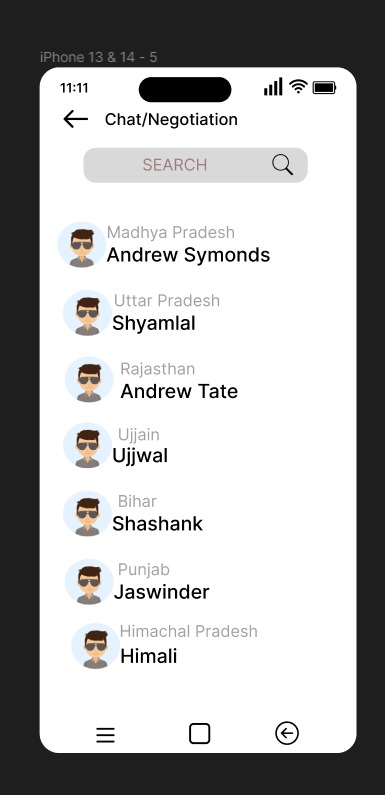 iPhone 13 & 14 - 5
11:11
Chat/Negotiation
SEARCH
Madhya Pradesh
Andrew Symonds
Uttar Pradesh
Shyamlal
Rajasthan
Andrew Tate
Ujjain
Ujjwal
Bihar
Shashank
Punjab
Jaswinder
Himachal Pradesh
Himali